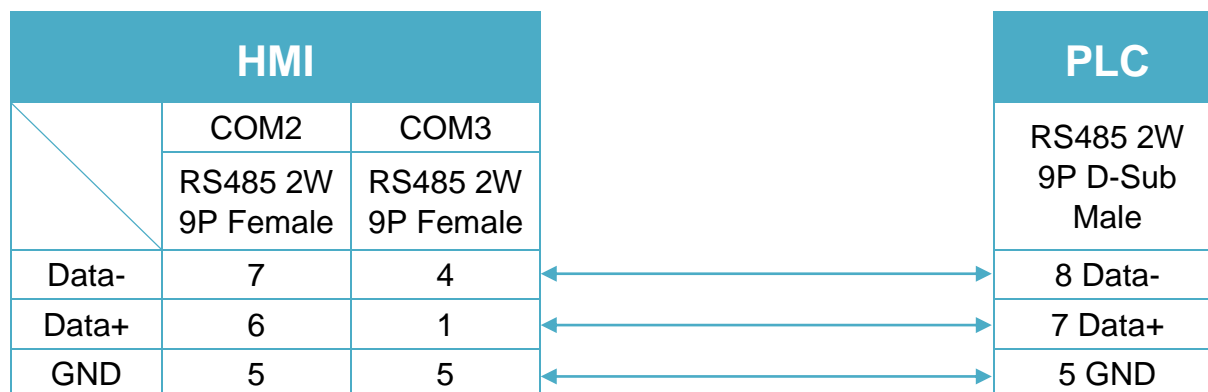 HMI
PLC
COM2
COM3
RS485 2W
9P Female
RS485 2W
9P Female
RS485 2W
9P D-Sub
Male
Data-
7
4
8 Data-
Data+
6
1
7 Data+
GND
5
5
5 GND